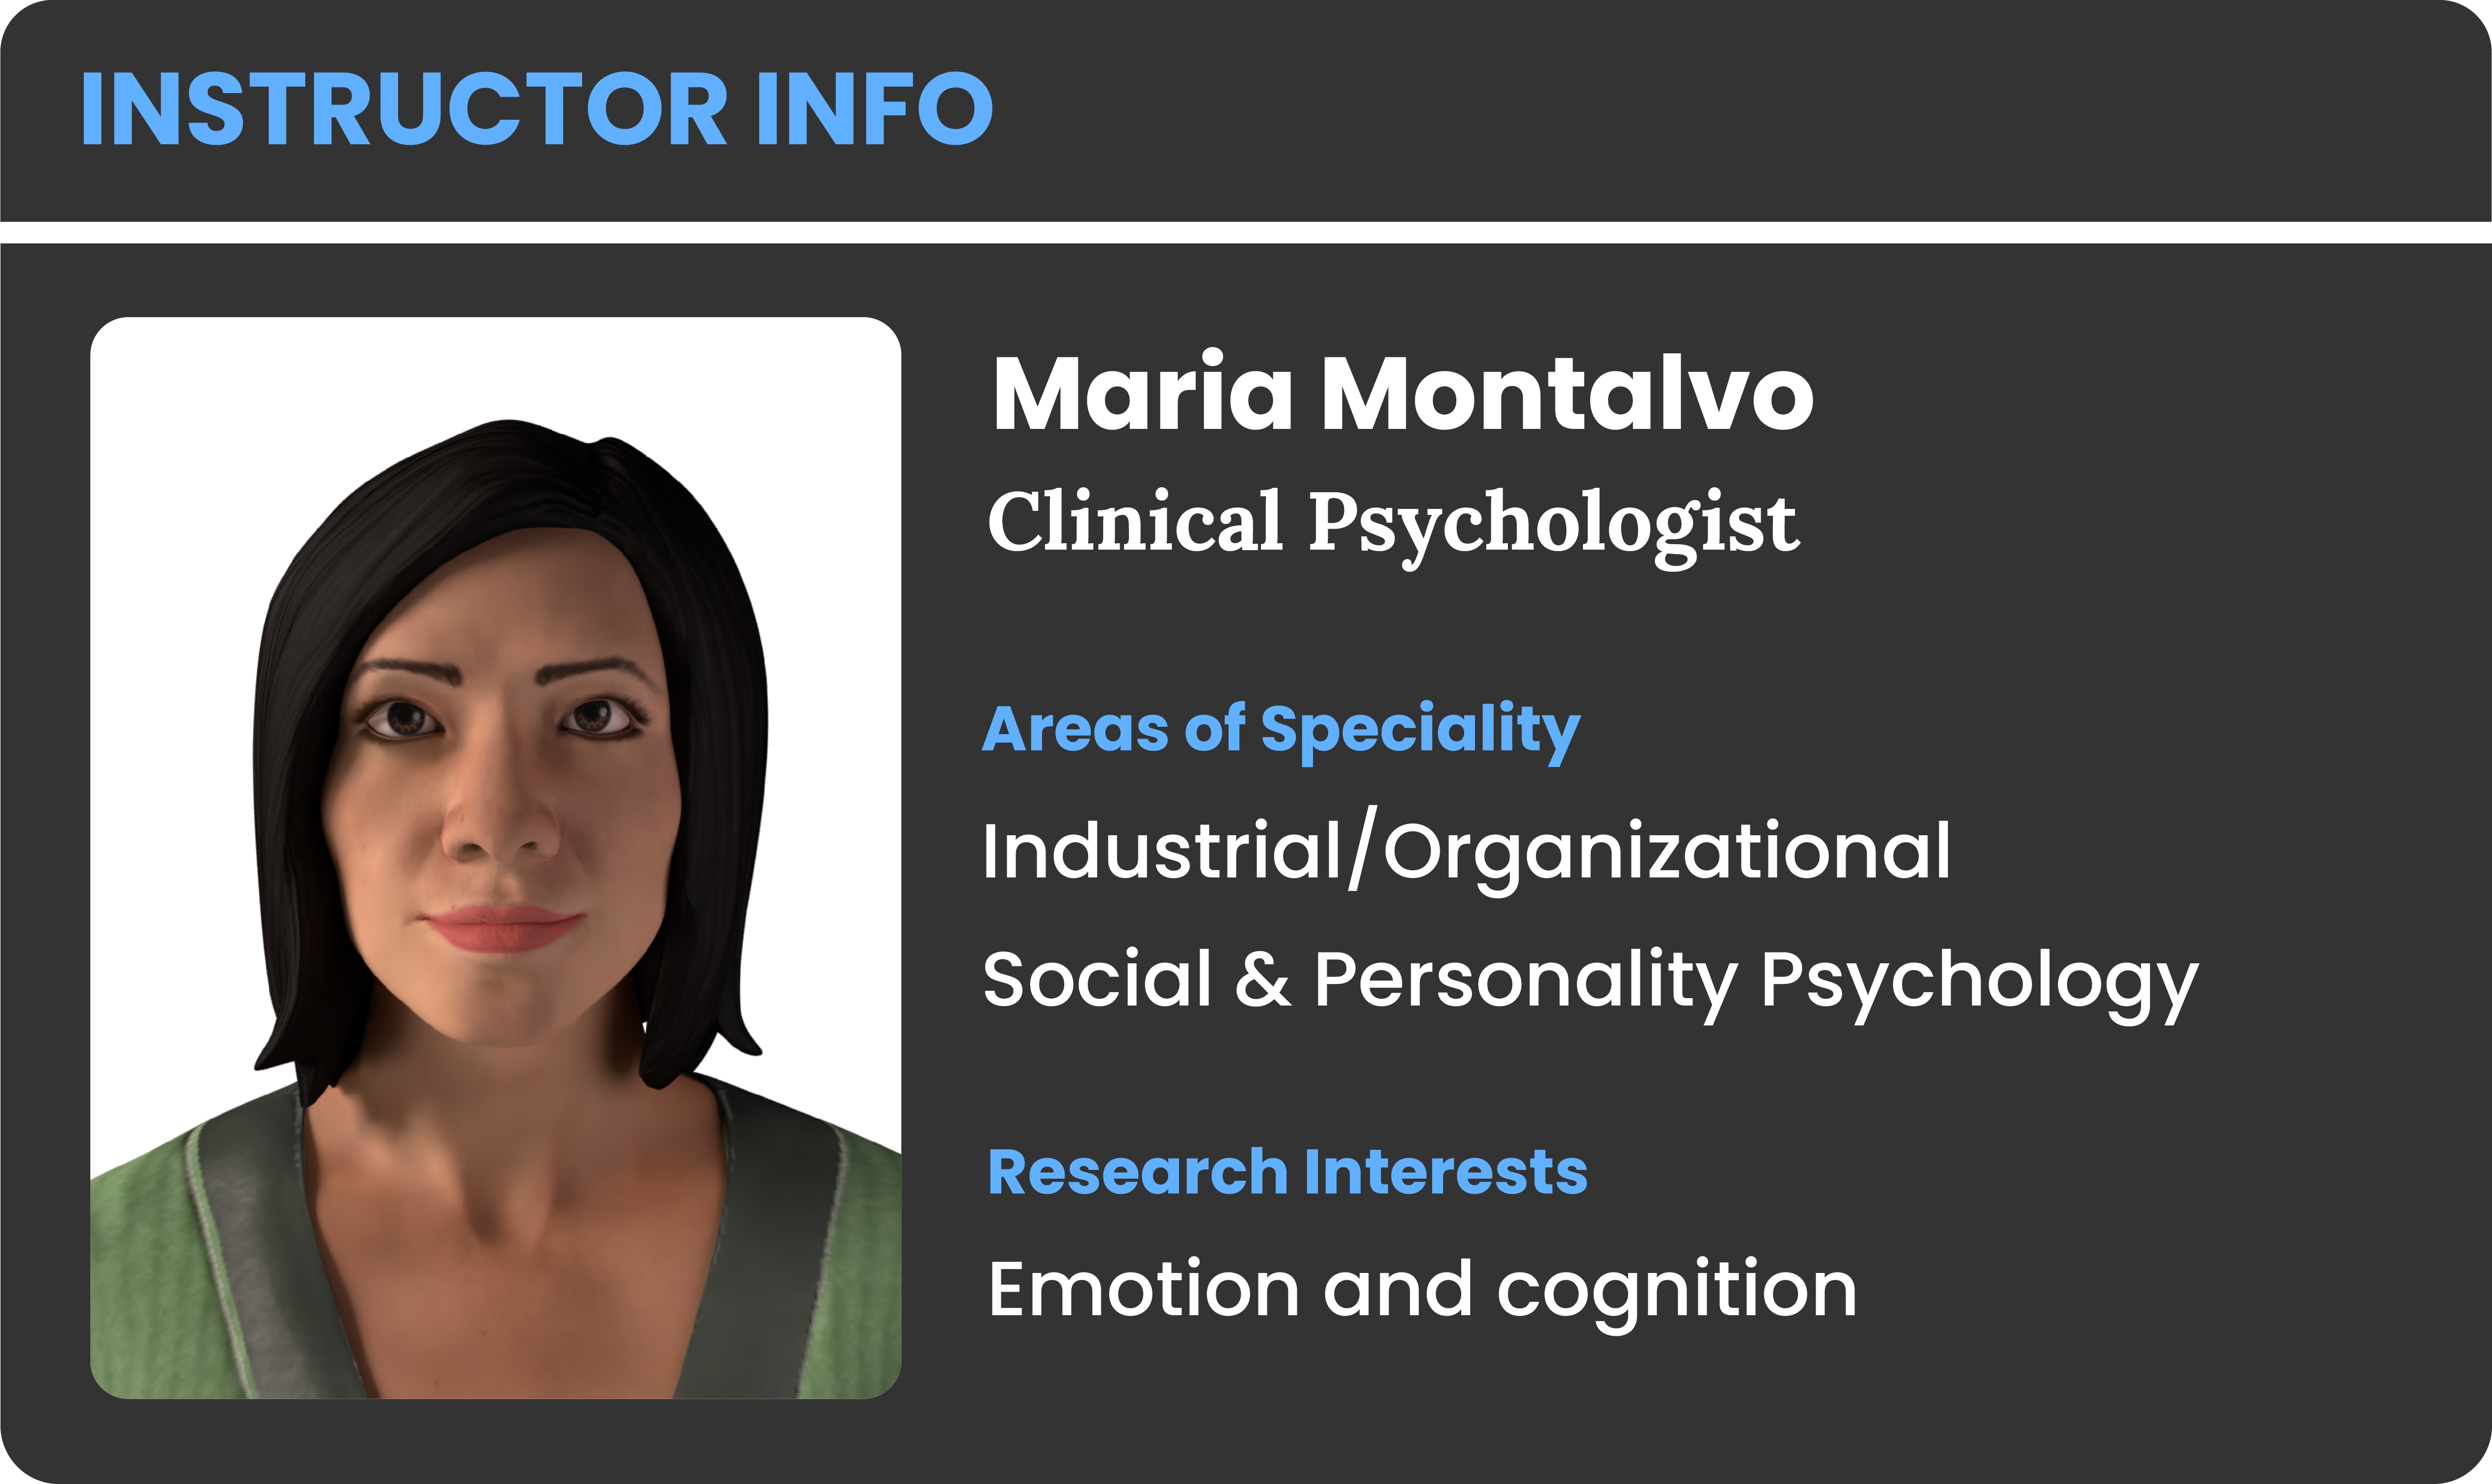 INSTRUCTOR INFO
Maria Montalvo
Clinical Psychologist
Areas of Speciality
Industrial/Organizational
Social & Personality Psychology
Research Interests
Emotion and cognition